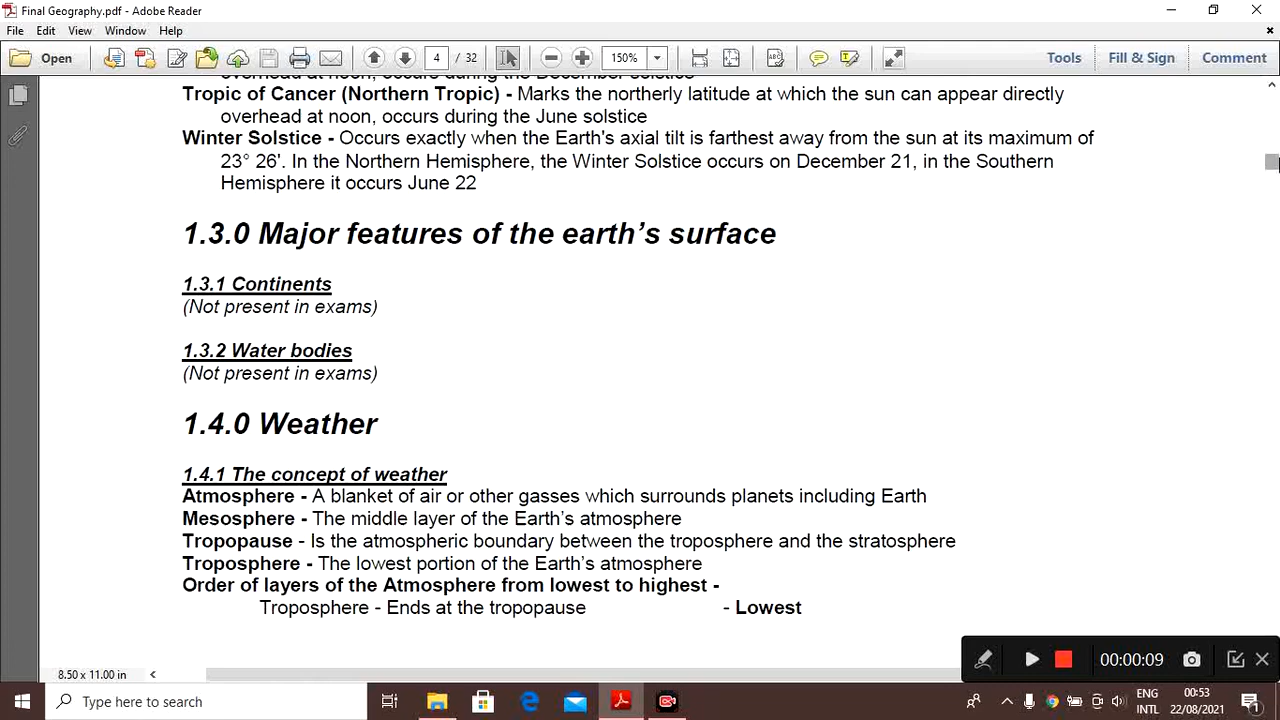 Final Geography.pdf - Adobe Reader
File Edit View Window Help
Open 4 / 32 150% Tools Fill & Sign Comment
overhead at noon, occurs during the December solstice
Tropic of Cancer (Northern Tropic) - Marks the northerly latitude at which the sun can appear directly
overhead at noon, occurs during the June solstice
Winter Solstice - Occurs exactly when the Earth's axial tilt is farthest away from the sun at its maximum of
23° 26'. In the Northern Hemisphere, the Winter Solstice occurs on December 21, in the Southern
Hemisphere it occurs June 22
1.3.0 Major features of the earth’s surface
1.3.1 Continents
(Not present in exams)
1.3.2 Water bodies
(Not present in exams)
1.4.0 Weather
1.4.1 The concept of weather
Atmosphere - A blanket of air or other gasses which surrounds planets including Earth
Mesosphere - The middle layer of the Earth’s atmosphere
Tropopause - Is the atmospheric boundary between the troposphere and the stratosphere
Troposphere - The lowest portion of the Earth’s atmosphere
Order of layers of the Atmosphere from lowest to highest -
Troposphere - Ends at the tropopause - Lowest
00:00:09
8.50 x 11.00 in
Type here to search
ENG 00:53
INTL 22/08/2021